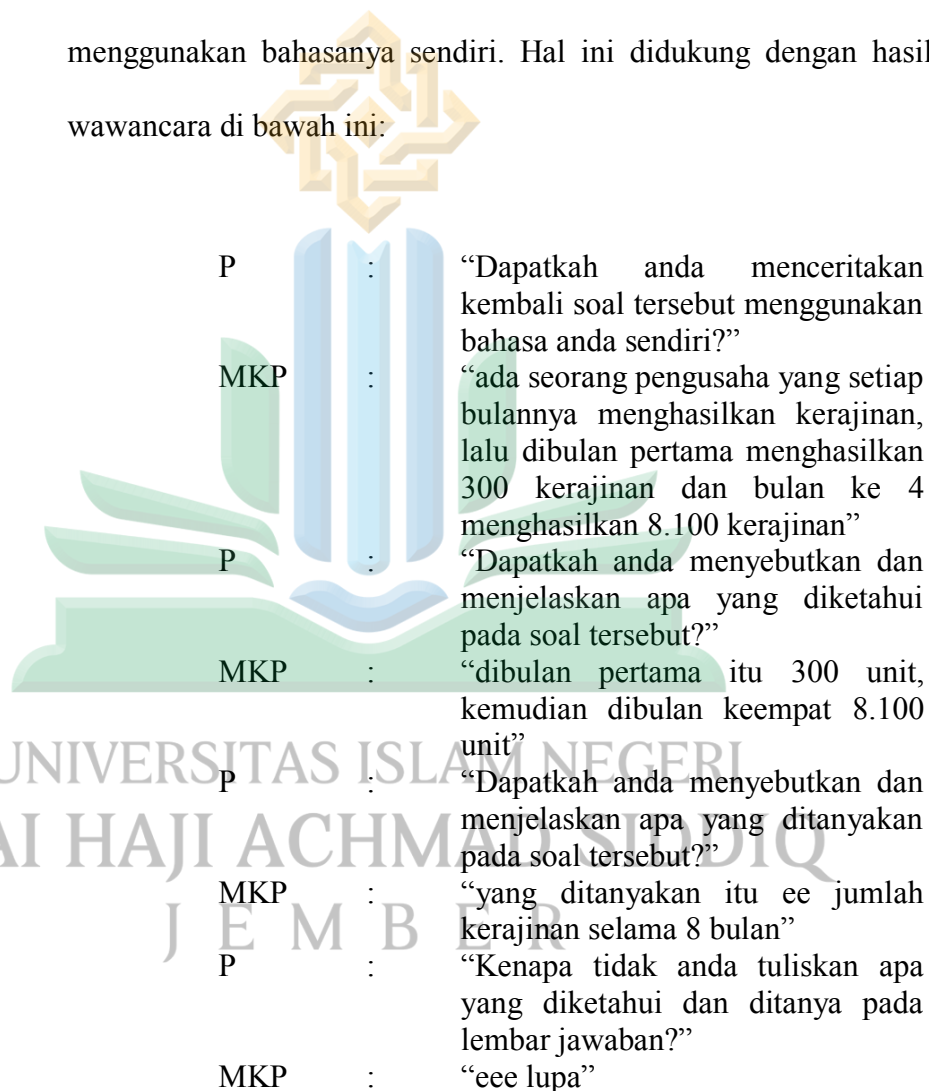 menggunakan bahasanya sendiri. Hal ini didukung dengan hasil
wawancara di bawah ini:
P : “Dapatkah anda menceritakan
kembali soal tersebut menggunakan
bahasa anda sendiri?”
MKP : “ada seorang pengusaha yang setiap
bulannya menghasilkan kerajinan,
lalu dibulan pertama menghasilkan
300 kerajinan dan bulan ke 4
menghasilkan 8.100 kerajinan”
P : “Dapatkah anda menyebutkan dan
menjelaskan apa yang diketahui
pada soal tersebut?”
MKP : “dibulan pertama itu 300 unit,
kemudian dibulan keempat 8.100
unit”
P : “Dapatkah anda menyebutkan dan
menjelaskan apa yang ditanyakan
pada soal tersebut?”
MKP : “yang ditanyakan itu ee jumlah
kerajinan selama 8 bulan”
P : “Kenapa tidak anda tuliskan apa
yang diketahui dan ditanya pada
lembar jawaban?”
MKP : “eee lupa”
UNIVERSITAS ISLAM NEGERI
AI HAJI ACHMAD SIDDIQ
JEMBER